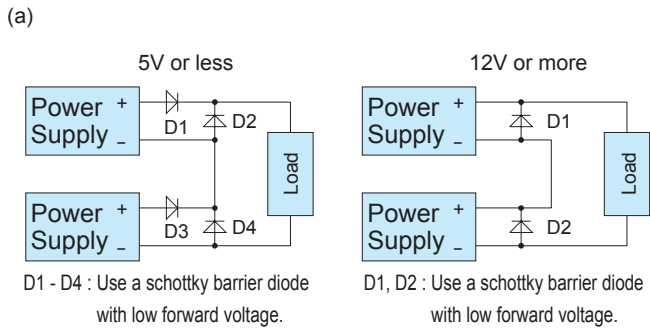 (a)
5V or less
Power +
Supply –
D1
D2
Power +
Supply –
D3
D4
Load
D1 - D4 : Use a schottky barrier diode
with low forward voltage.
12V or more
Power +
Supply –
D1
Power +
Supply –
D2
Load
D1, D2 : Use a schottky barrier diode
with low forward voltage.